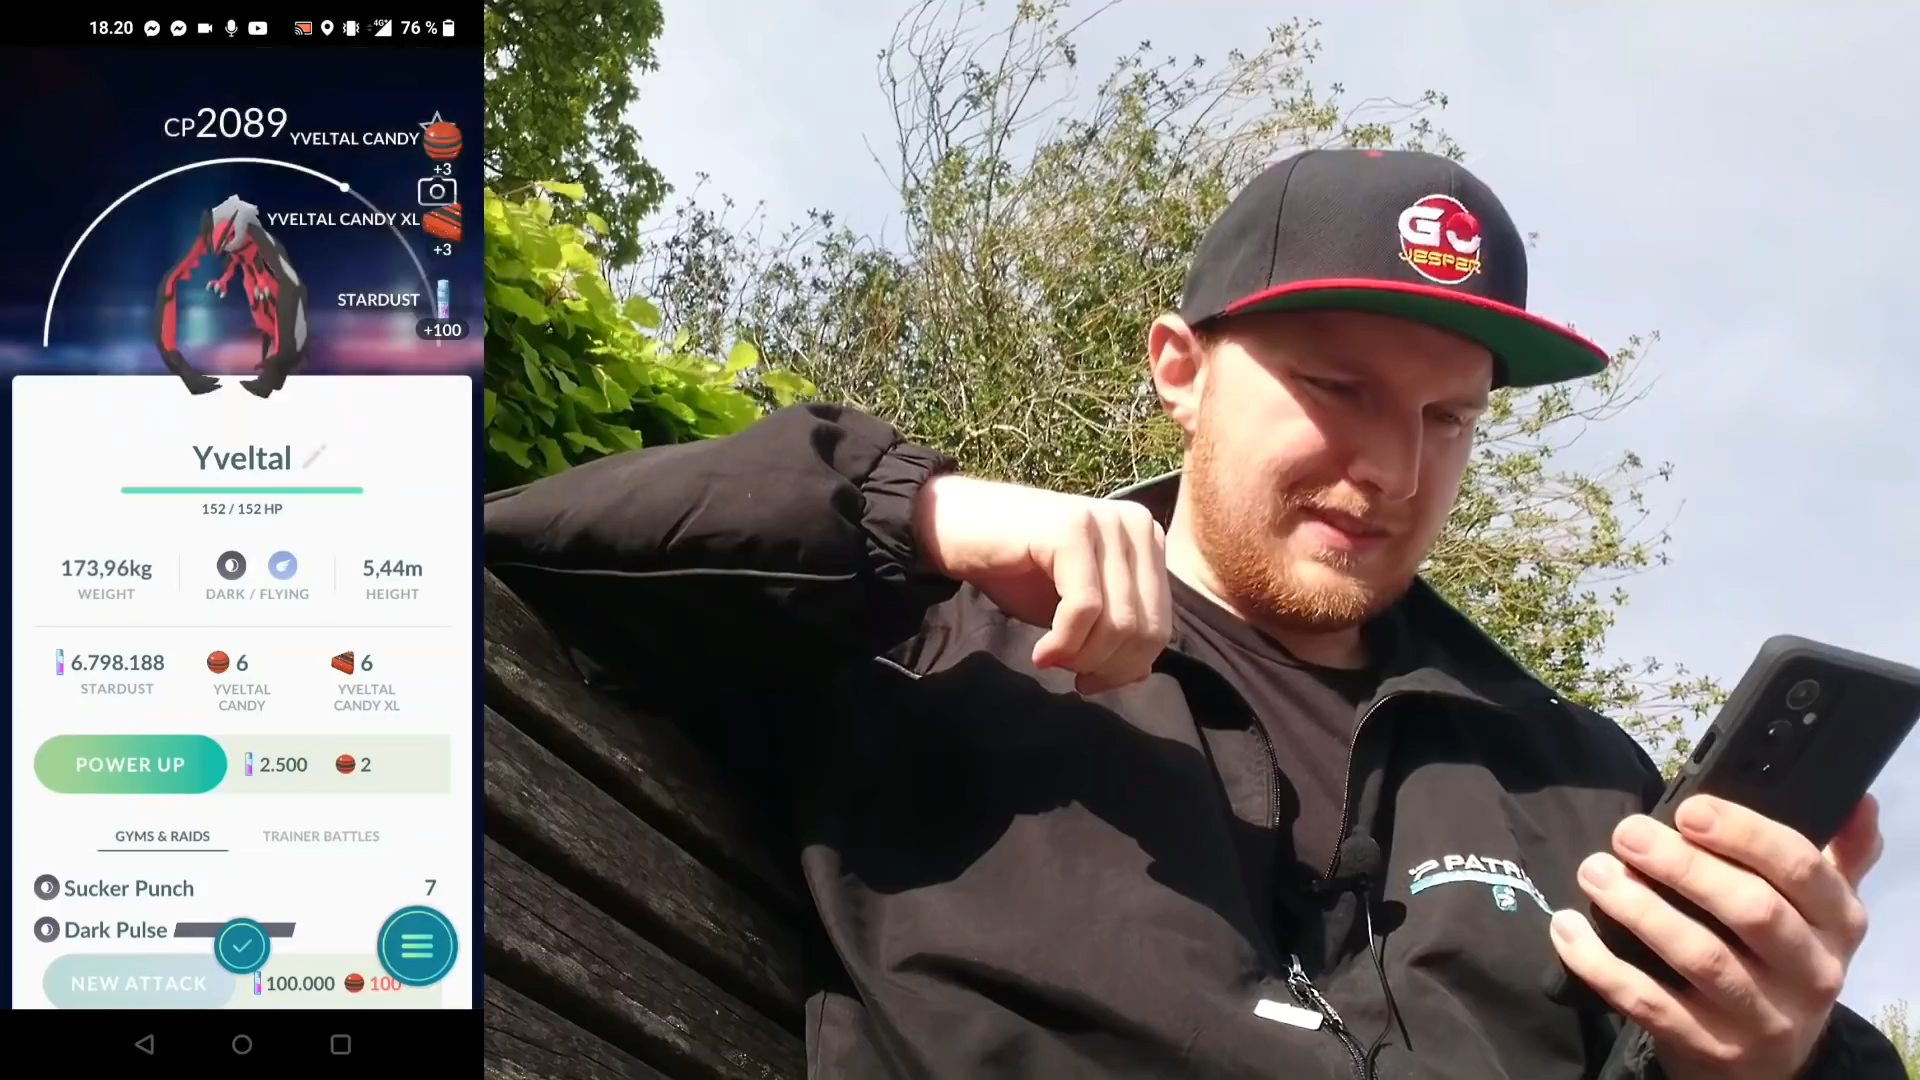 18.20
4G
76 %
CP2089
YVELTAL CANDY
+3
YVELTAL CANDY XL
+3
STARDUST
+100
Yveltal
152 / 152 HP
173,96kg
WEIGHT
DARK / FLYING
5,44m
HEIGHT
6.798.188
STARDUST
6
YVELTAL
CANDY
6
YVELTAL
CANDY XL
POWER UP
2.500
2
GYMS & RAIDS
TRAINER BATTLES
Sucker Punch
7
Dark Pulse
NEW ATTACK
100.000
100
GO
JESPER